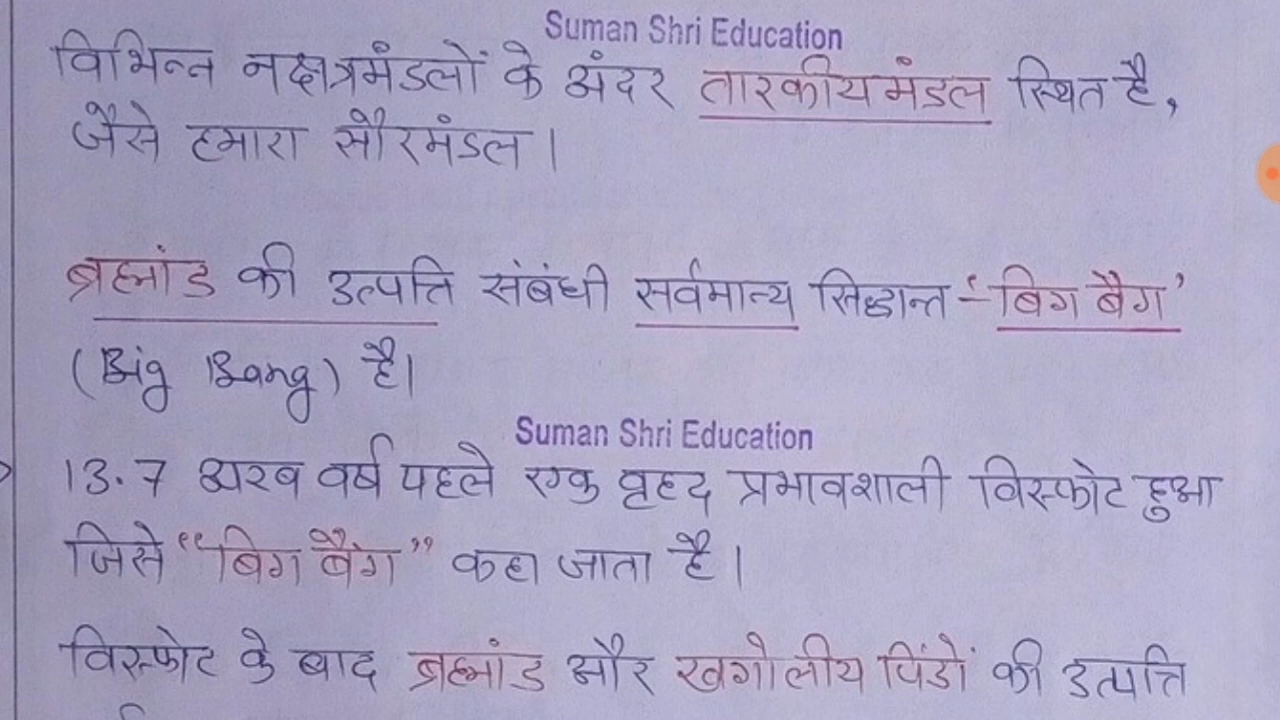 Suman Shri Education
विभिन्न नक्षत्रमंडलों के अंदर तारकीयमंडल स्थित है,
जैसे हमारा सौरमंडल।
ब्रह्मांड की उत्पत्ति संबंधी सर्वमान्य सिद्धान्त - 'बिग बैग'
(Big Bang) है।
Suman Shri Education
13.7 अरब वर्ष पहले एक वृहद प्रभावशाली विस्फोट हुआ
जिसे "बिग बैंग" कहा जाता है।
विस्फोट के बाद ब्रह्मांड और खगोलीय पिंडों की उत्पत्ति